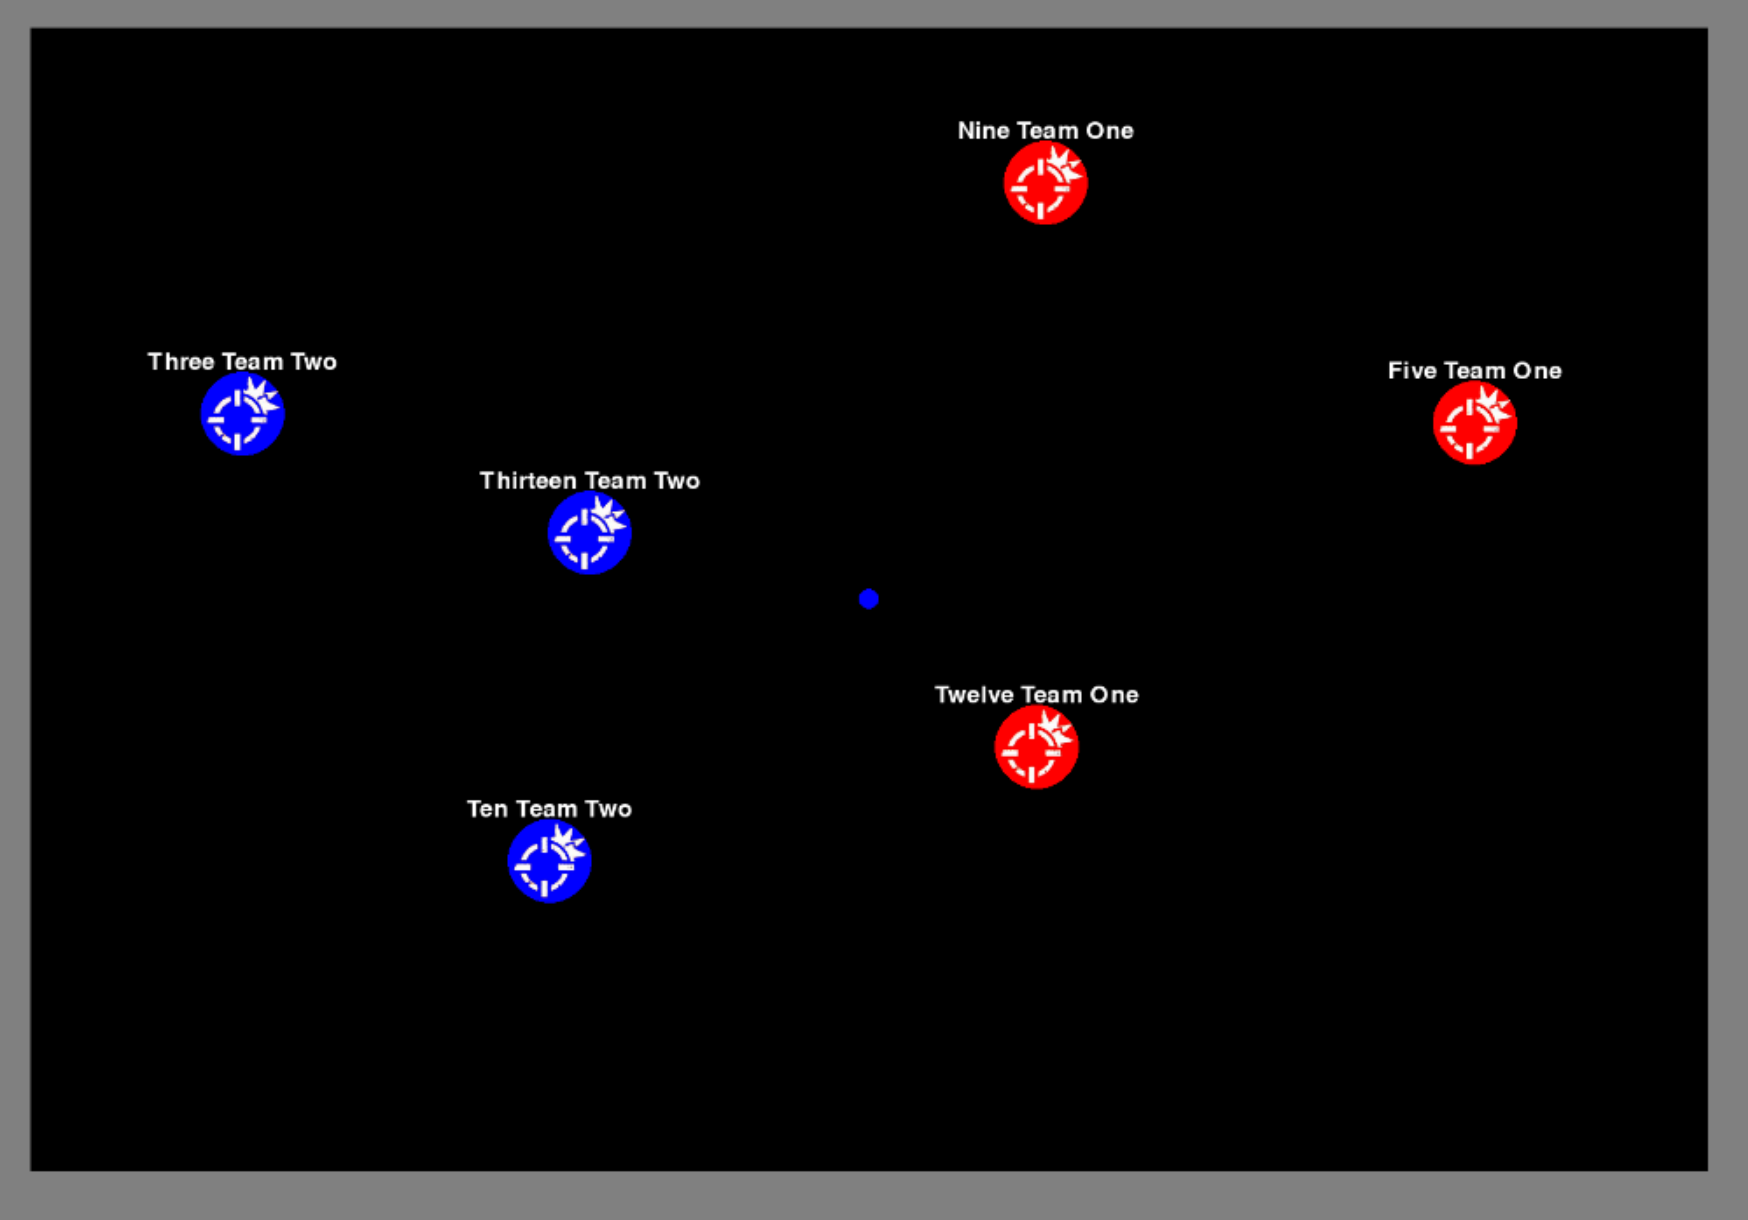 Nine Team One
Three Team Two
Five Team One
Thirteen Team Two
Twelve Team One
Ten Team Two